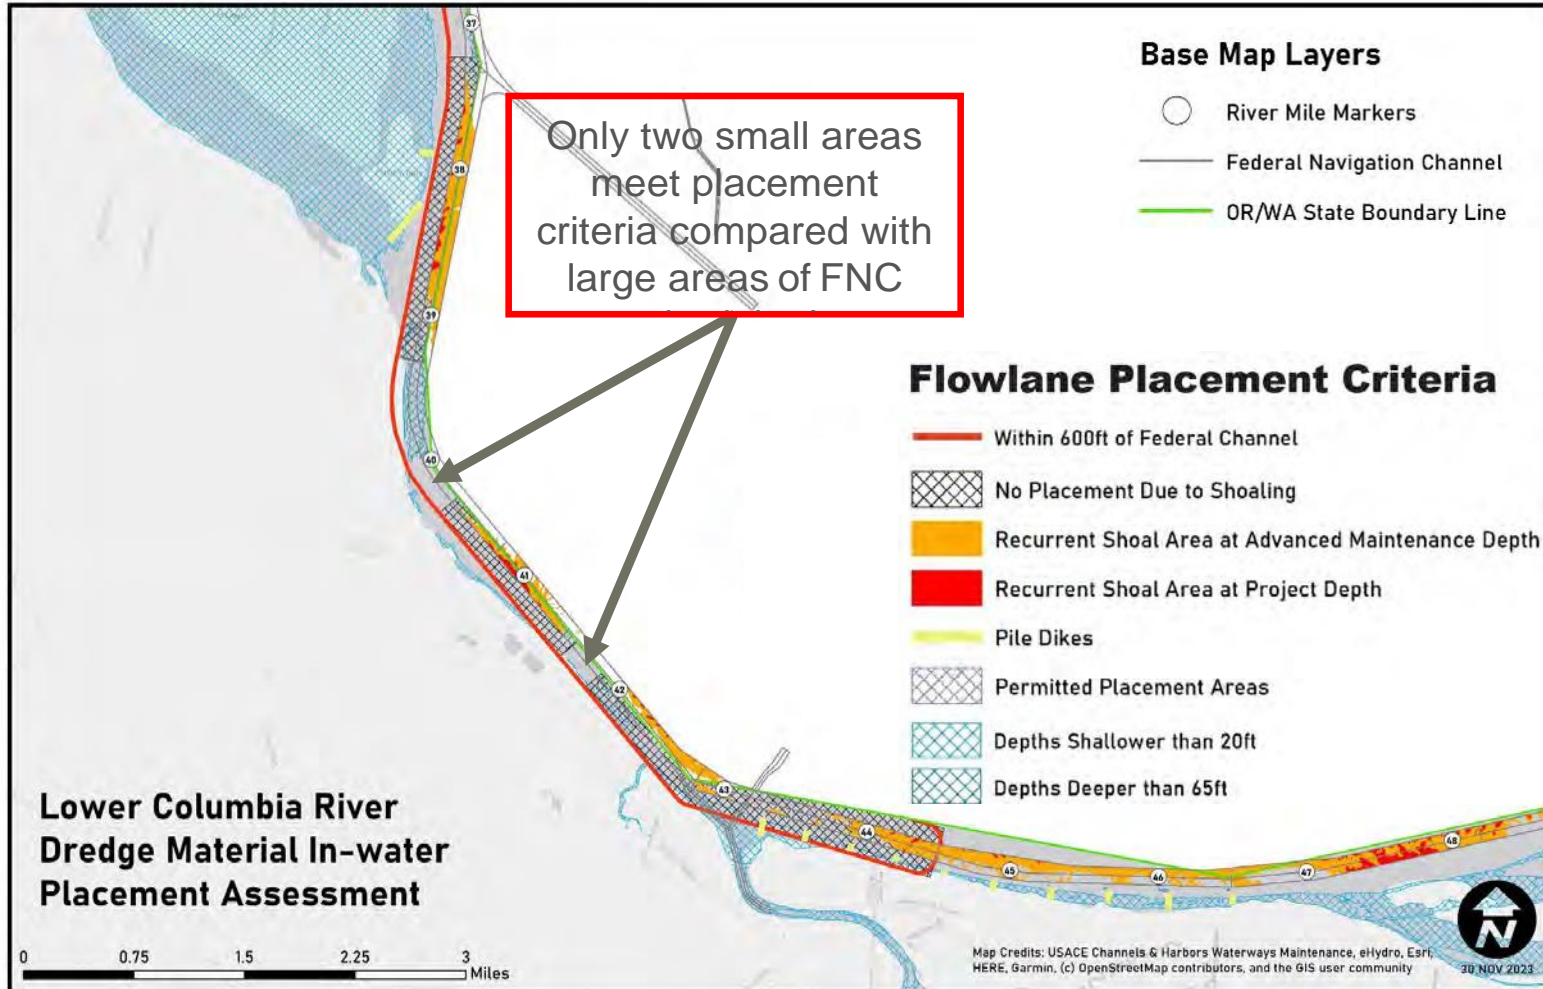 37
Base Map Layers
River Mile Markers
Federal Navigation Channel
OR/WA State Boundary Line
Only two small areas
meet placement
criteria compared with
large areas of FNC
38
39
40
41
42
43
44
45
46
47
48
Flowlane Placement Criteria
Within 600ft of Federal Channel
No Placement Due to Shoaling
Recurrent Shoal Area at Advanced Maintenance Depth
Recurrent Shoal Area at Project Depth
Pile Dikes
Permitted Placement Areas
Depths Shallower than 20ft
Depths Deeper than 65ft
Lower Columbia River
Dredge Material In-water
Placement Assessment
0 0.75 1.5 2.25 3
Miles
Map Credits: USACE Channels & Harbors Waterways Maintenance, eHydro, Esri,
HERE, Garmin, (c) OpenStreetMap contributors, and the GIS user community
N
30 NOV 2023